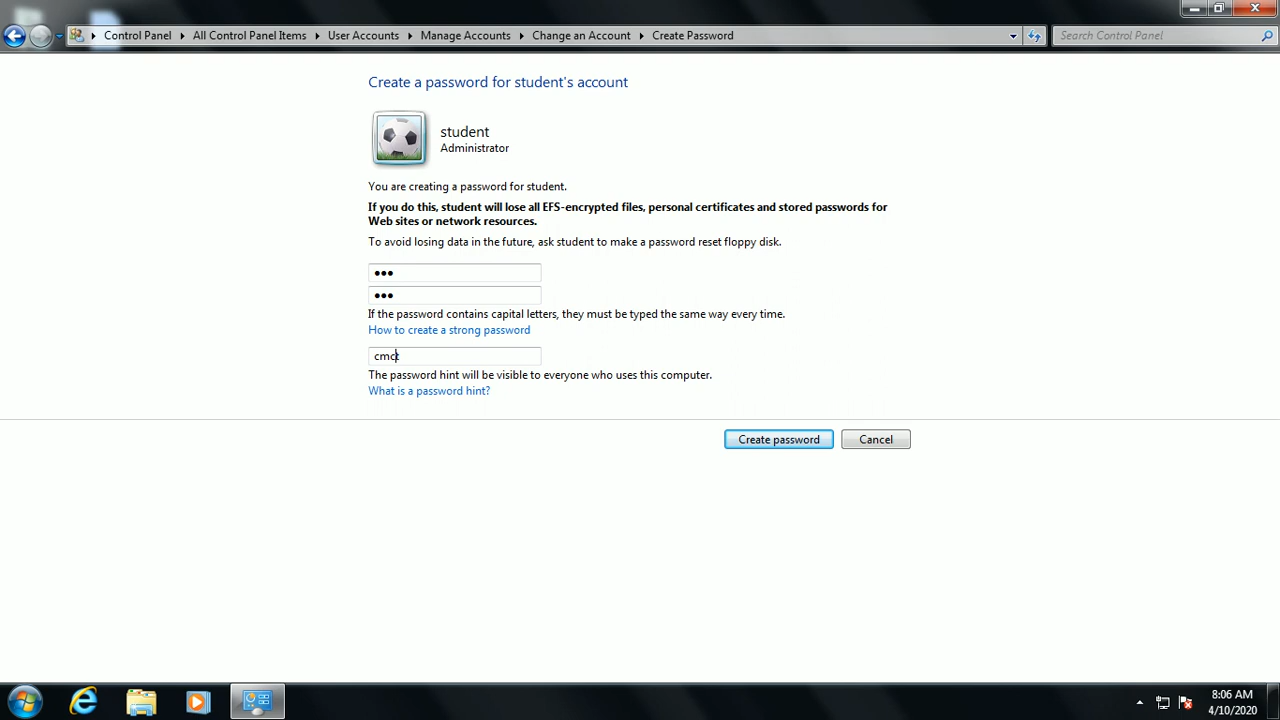 Control Panel All Control Panel Items User Accounts Manage Accounts Change an Account Create Password Search Control Panel
Create a password for student's account
student
Administrator
You are creating a password for student.
If you do this, student will lose all EFS-encrypted files, personal certificates and stored passwords for
Web sites or network resources.
To avoid losing data in the future, ask student to make a password reset floppy disk.
•••
•••
If the password contains capital letters, they must be typed the same way every time.
How to create a strong password
cmct
The password hint will be visible to everyone who uses this computer.
What is a password hint?
Create password Cancel
8:06 AM
4/10/2020